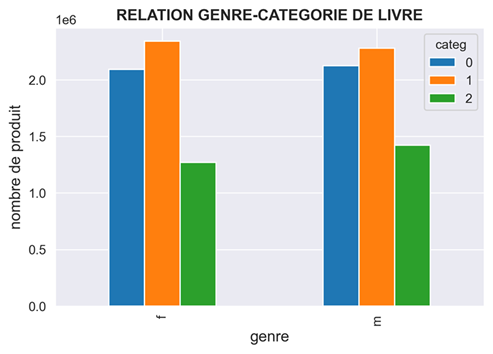 RELATION GENRE-CATEGORIE DE LIVRE
1e6
categ
0
1
2
2.0
1.5
1.0
0.5
0.0
nombre de produit
f
m
genre